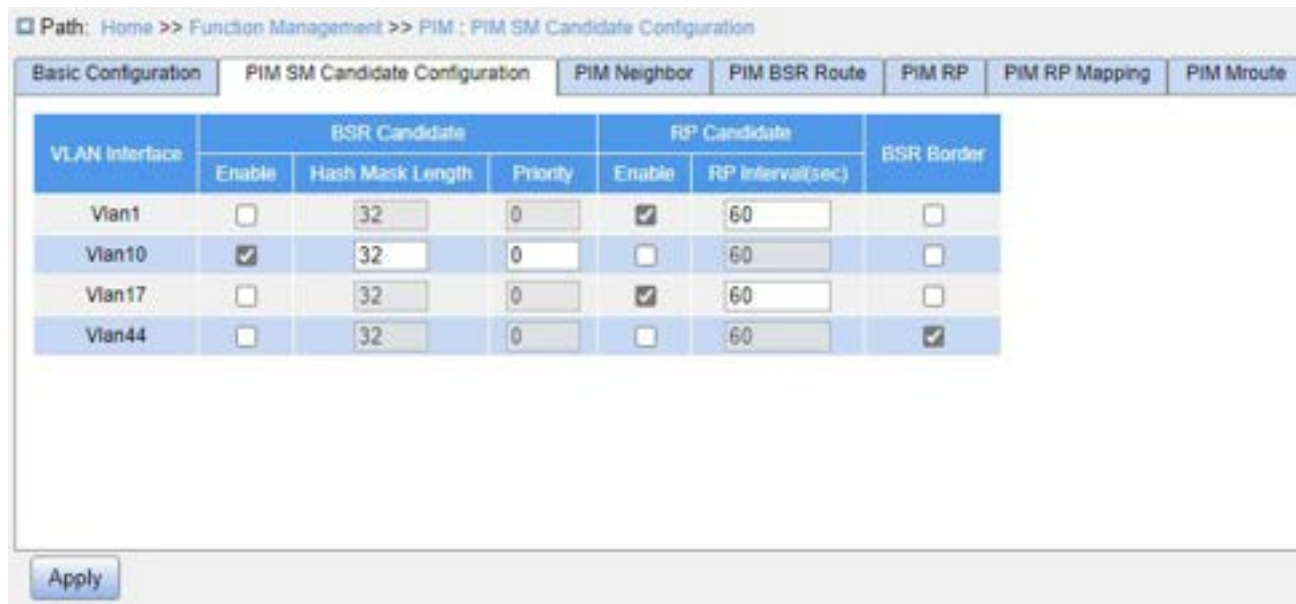 Path: Home >> Function Management >> PIM : PIM SM Candidate Configuration
Basic Configuration PIM SM Candidate Configuration PIM Neighbor PIM BSR Route PIM RP PIM RP Mapping PIM Mroute
VLAN Interface BSR Candidate RP Candidate BSR Border
Enable Hash Mask Length Priority Enable RP Interval(sec)
Vlan1 32 0 60
Vlan10 32 0 60
Vlan17 32 0 60
Vlan44 32 0 60
Apply